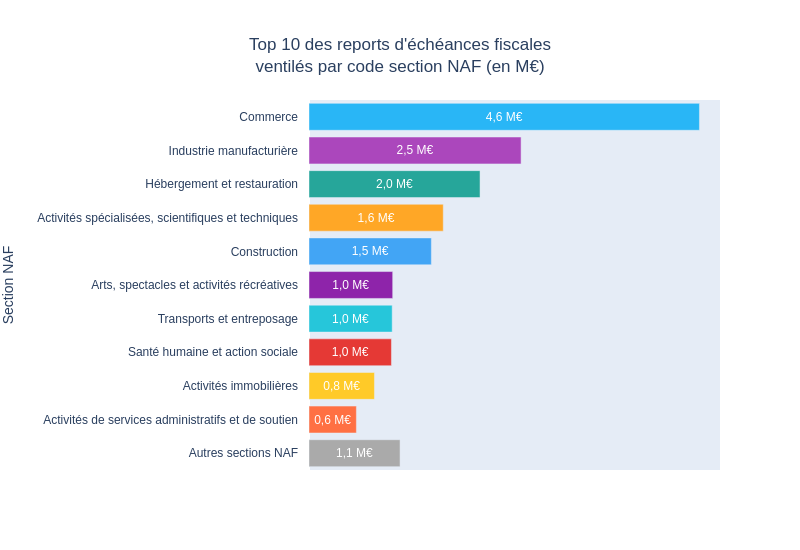 Top 10 des reports d'échéances fiscales
ventilés par code section NAF (en M€)
Section NAF
Commerce 4,6 M€
Industrie manufacturière 2,5 M€
Hébergement et restauration 2,0 M€
Activités spécialisées, scientifiques et techniques 1,6 M€
Construction 1,5 M€
Arts, spectacles et activités récréatives 1,0 M€
Transports et entreposage 1,0 M€
Santé humaine et action sociale 1,0 M€
Activités immobilières 0,8 M€
Activités de services administratifs et de soutien 0,6 M€
Autres sections NAF 1,1 M€